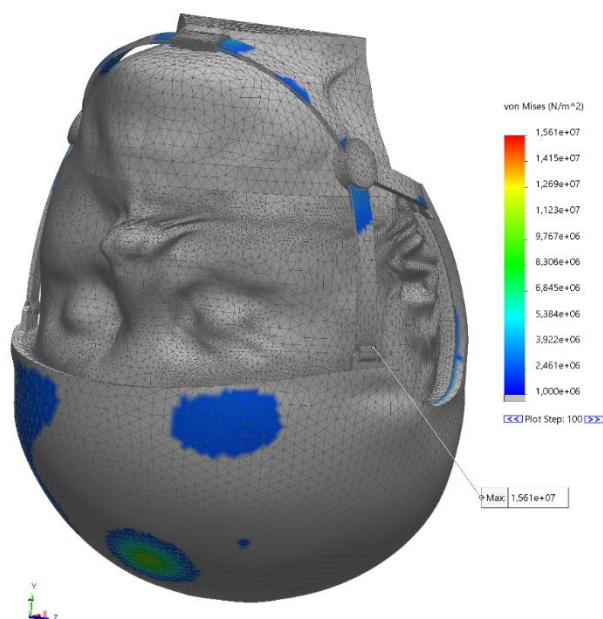 von Mises (N/m^2)
1,561e+07
1,415e+07
1,269e+07
1,123e+07
9,767e+06
8,306e+06
6,845e+06
5,384e+06
3,922e+06
2,461e+06
1,000e+06
<< Plot Step: 100 >>
Max: 1,561e+07
Y
X
Z